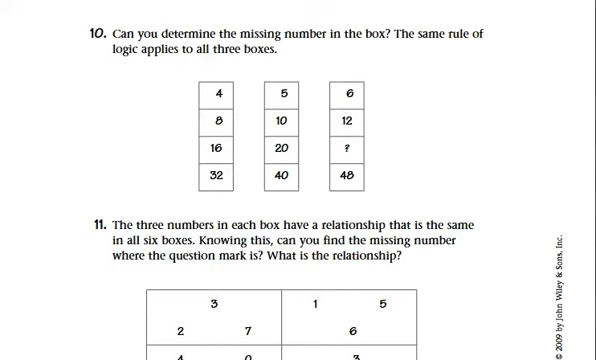 10. Can you determine the missing number in the box? The same rule of
logic applies to all three boxes.
4 5 6
8 10 12
16 20 ?
32 40 48
11. The three numbers in each box have a relationship that is the same
in all six boxes. Knowing this, can you find the missing number
where the question mark is? What is the relationship?
3 1 5
2 7 6
© 2009 by John Wiley & Sons, Inc.